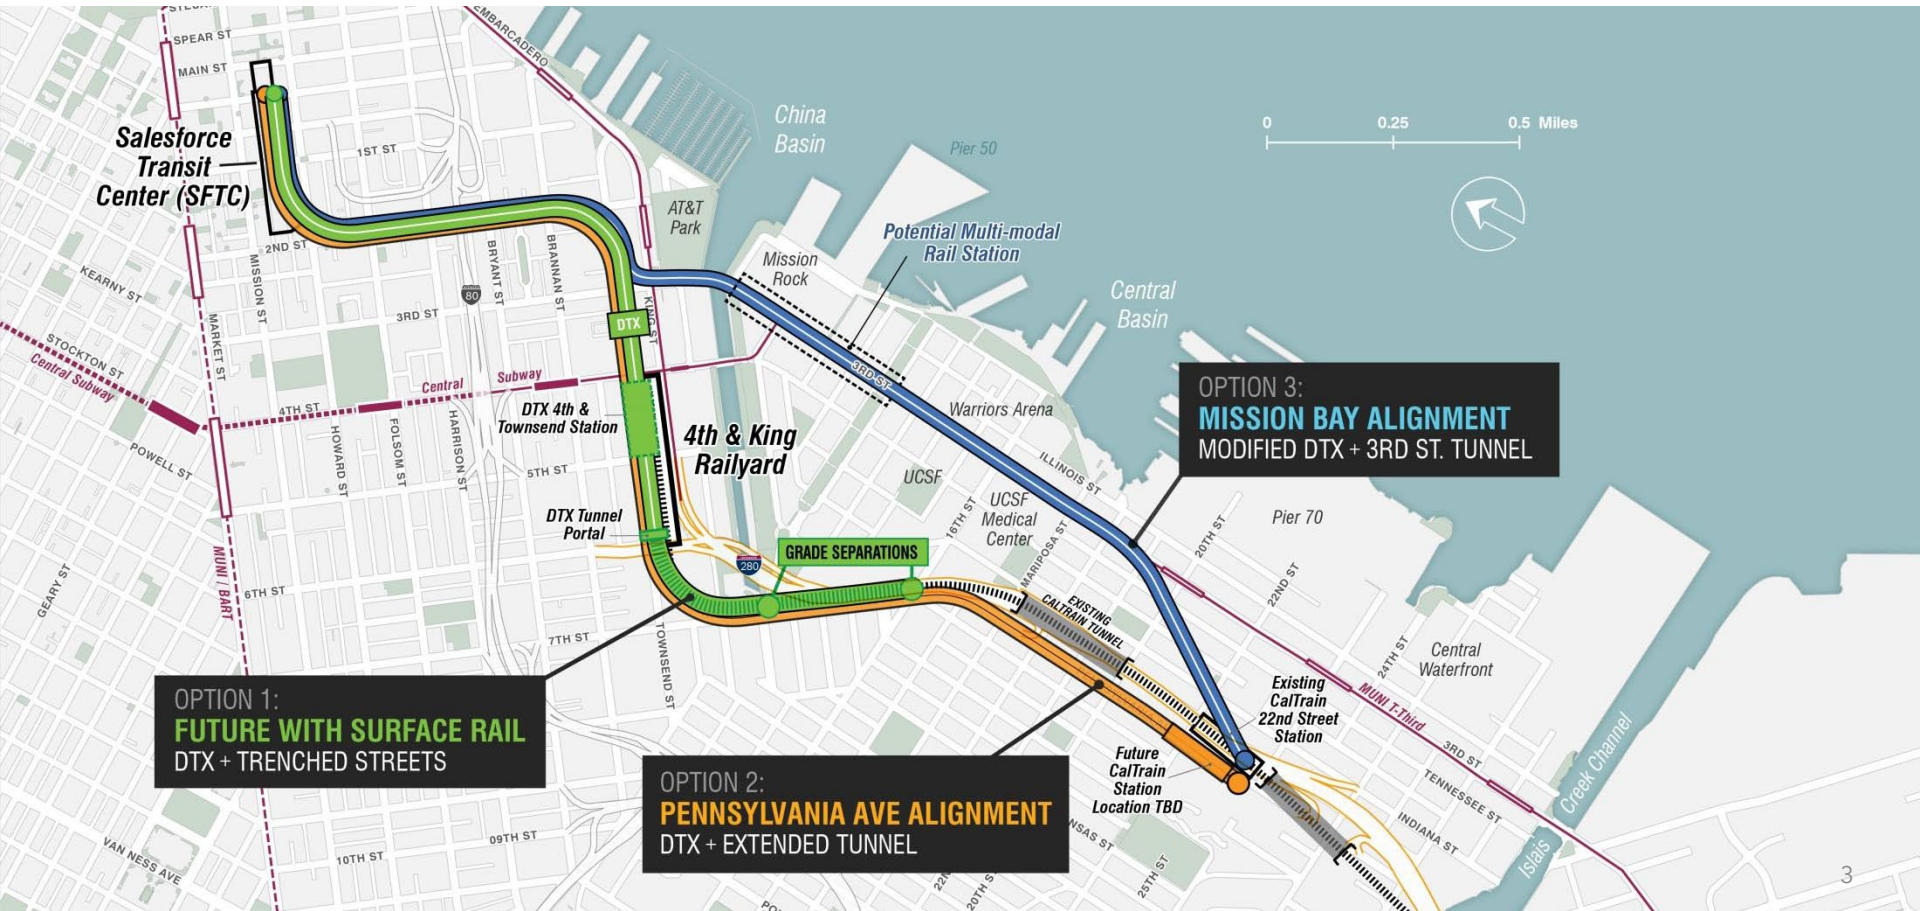 SPEAR ST
EMBARCADERO
MAIN ST
Salesforce
Transit
Center (SFTC)
1ST ST
2ND ST
China
Basin
Pier 50
0
0.25
0.5 Miles
AT&T
Park
Mission
Rock
Potential Multi-modal
Rail Station
Central
Basin
KEARNY ST
MISSION ST
MARKET ST
BRYANT ST
BRANNAN ST
80
3RD ST
DTX
KING ST
STOCKTON ST
Central Subway
Central
Subway
4TH ST
DTX 4th &
Townsend Station
3RD ST
Warriors Arena
OPTION 3:
MISSION BAY ALIGNMENT
MODIFIED DTX + 3RD ST. TUNNEL
POWELL ST
HOWARD ST
FOLSOM ST
HARRISON ST
5TH ST
4th & King
Railyard
UCSF
ILLINOIS ST
16TH ST
UCSF
Medical
Center
MARIPOSA ST
20TH ST
Pier 70
DTX Tunnel
Portal
GRADE SEPARATIONS
280
22ND ST
GEARY ST
MUNI / BART
6TH ST
7TH ST
TOWNSEND ST
EXISTING
CALTRAIN TUNNEL
24TH ST
Central
Waterfront
OPTION 1:
FUTURE WITH SURFACE RAIL
DTX + TRENCHED STREETS
Existing
CalTrain
22nd Street
Station
MUNI T-Third
3RD ST
Future
CalTrain
Station
Location TBD
OPTION 2:
PENNSYLVANIA AVE ALIGNMENT
DTX + EXTENDED TUNNEL
TENNESSEE ST
INDIANA ST
Islais
Creek Channel
VAN NESS AVE
10TH ST
09TH ST
20TH ST
25TH ST
3